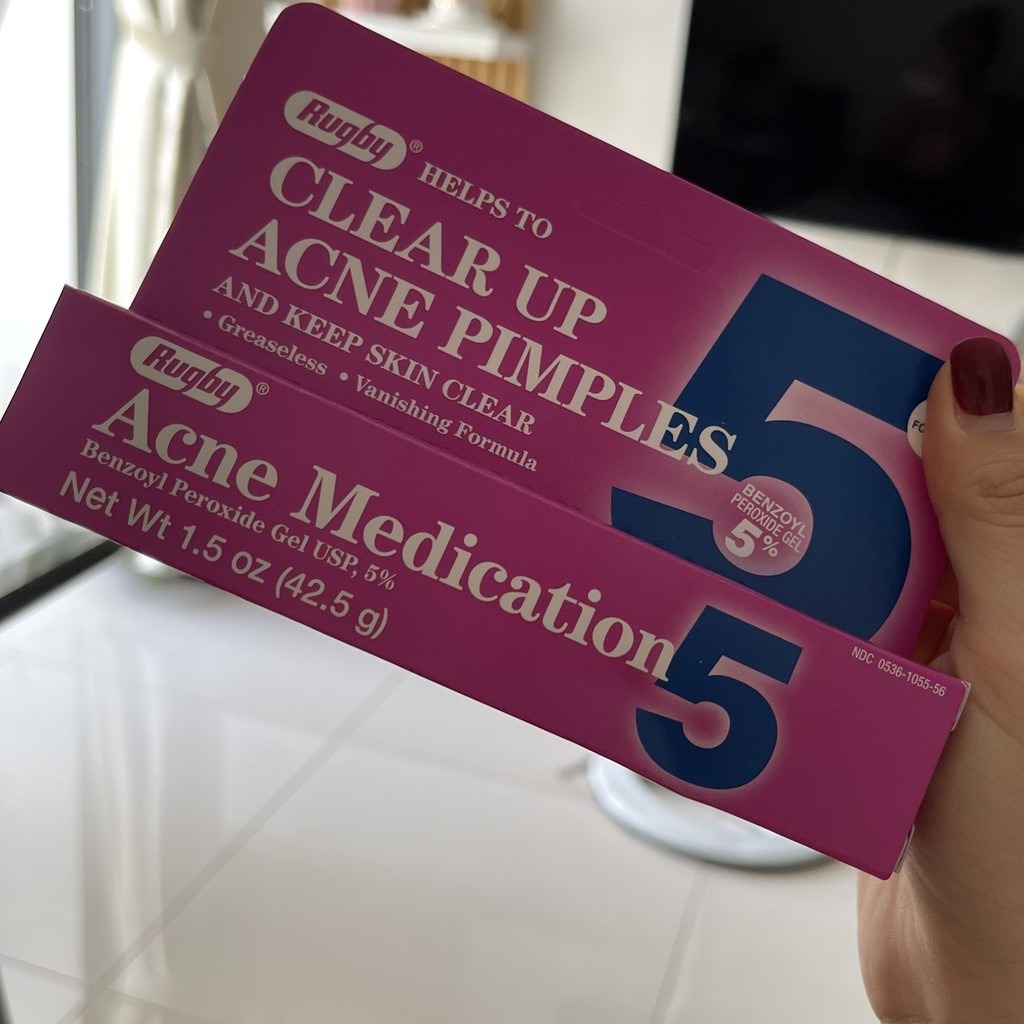 Rugby®
HELPS TO
CLEAR UP
ACNE PIMPLES
AND KEEP SKIN CLEAR
• Greaseless • Vanishing Formula
5
BENZOYL
PEROXIDE GEL
5%
Rugby®
Acne Medication 5
Benzoyl Peroxide Gel USP, 5%
Net Wt 1.5 oz (42.5 g)
NDC 0536-1055-56